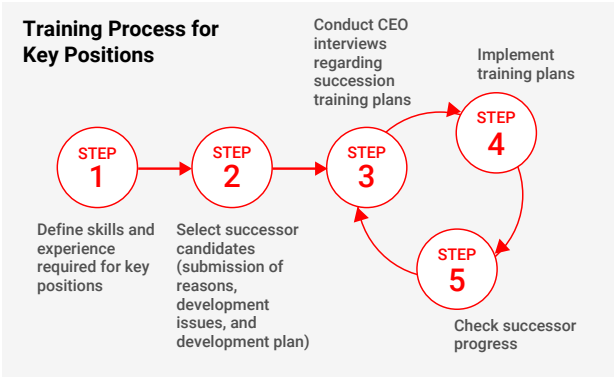 Training Process for
Key Positions
STEP
1
Define skills and
experience
required for key
positions
STEP
2
Select successor
candidates
(submission of
reasons,
development
issues, and
development plan)
Conduct CEO
interviews
regarding
succession
training plans
STEP
3
Implement
training plans
STEP
4
STEP
5
Check successor
progress